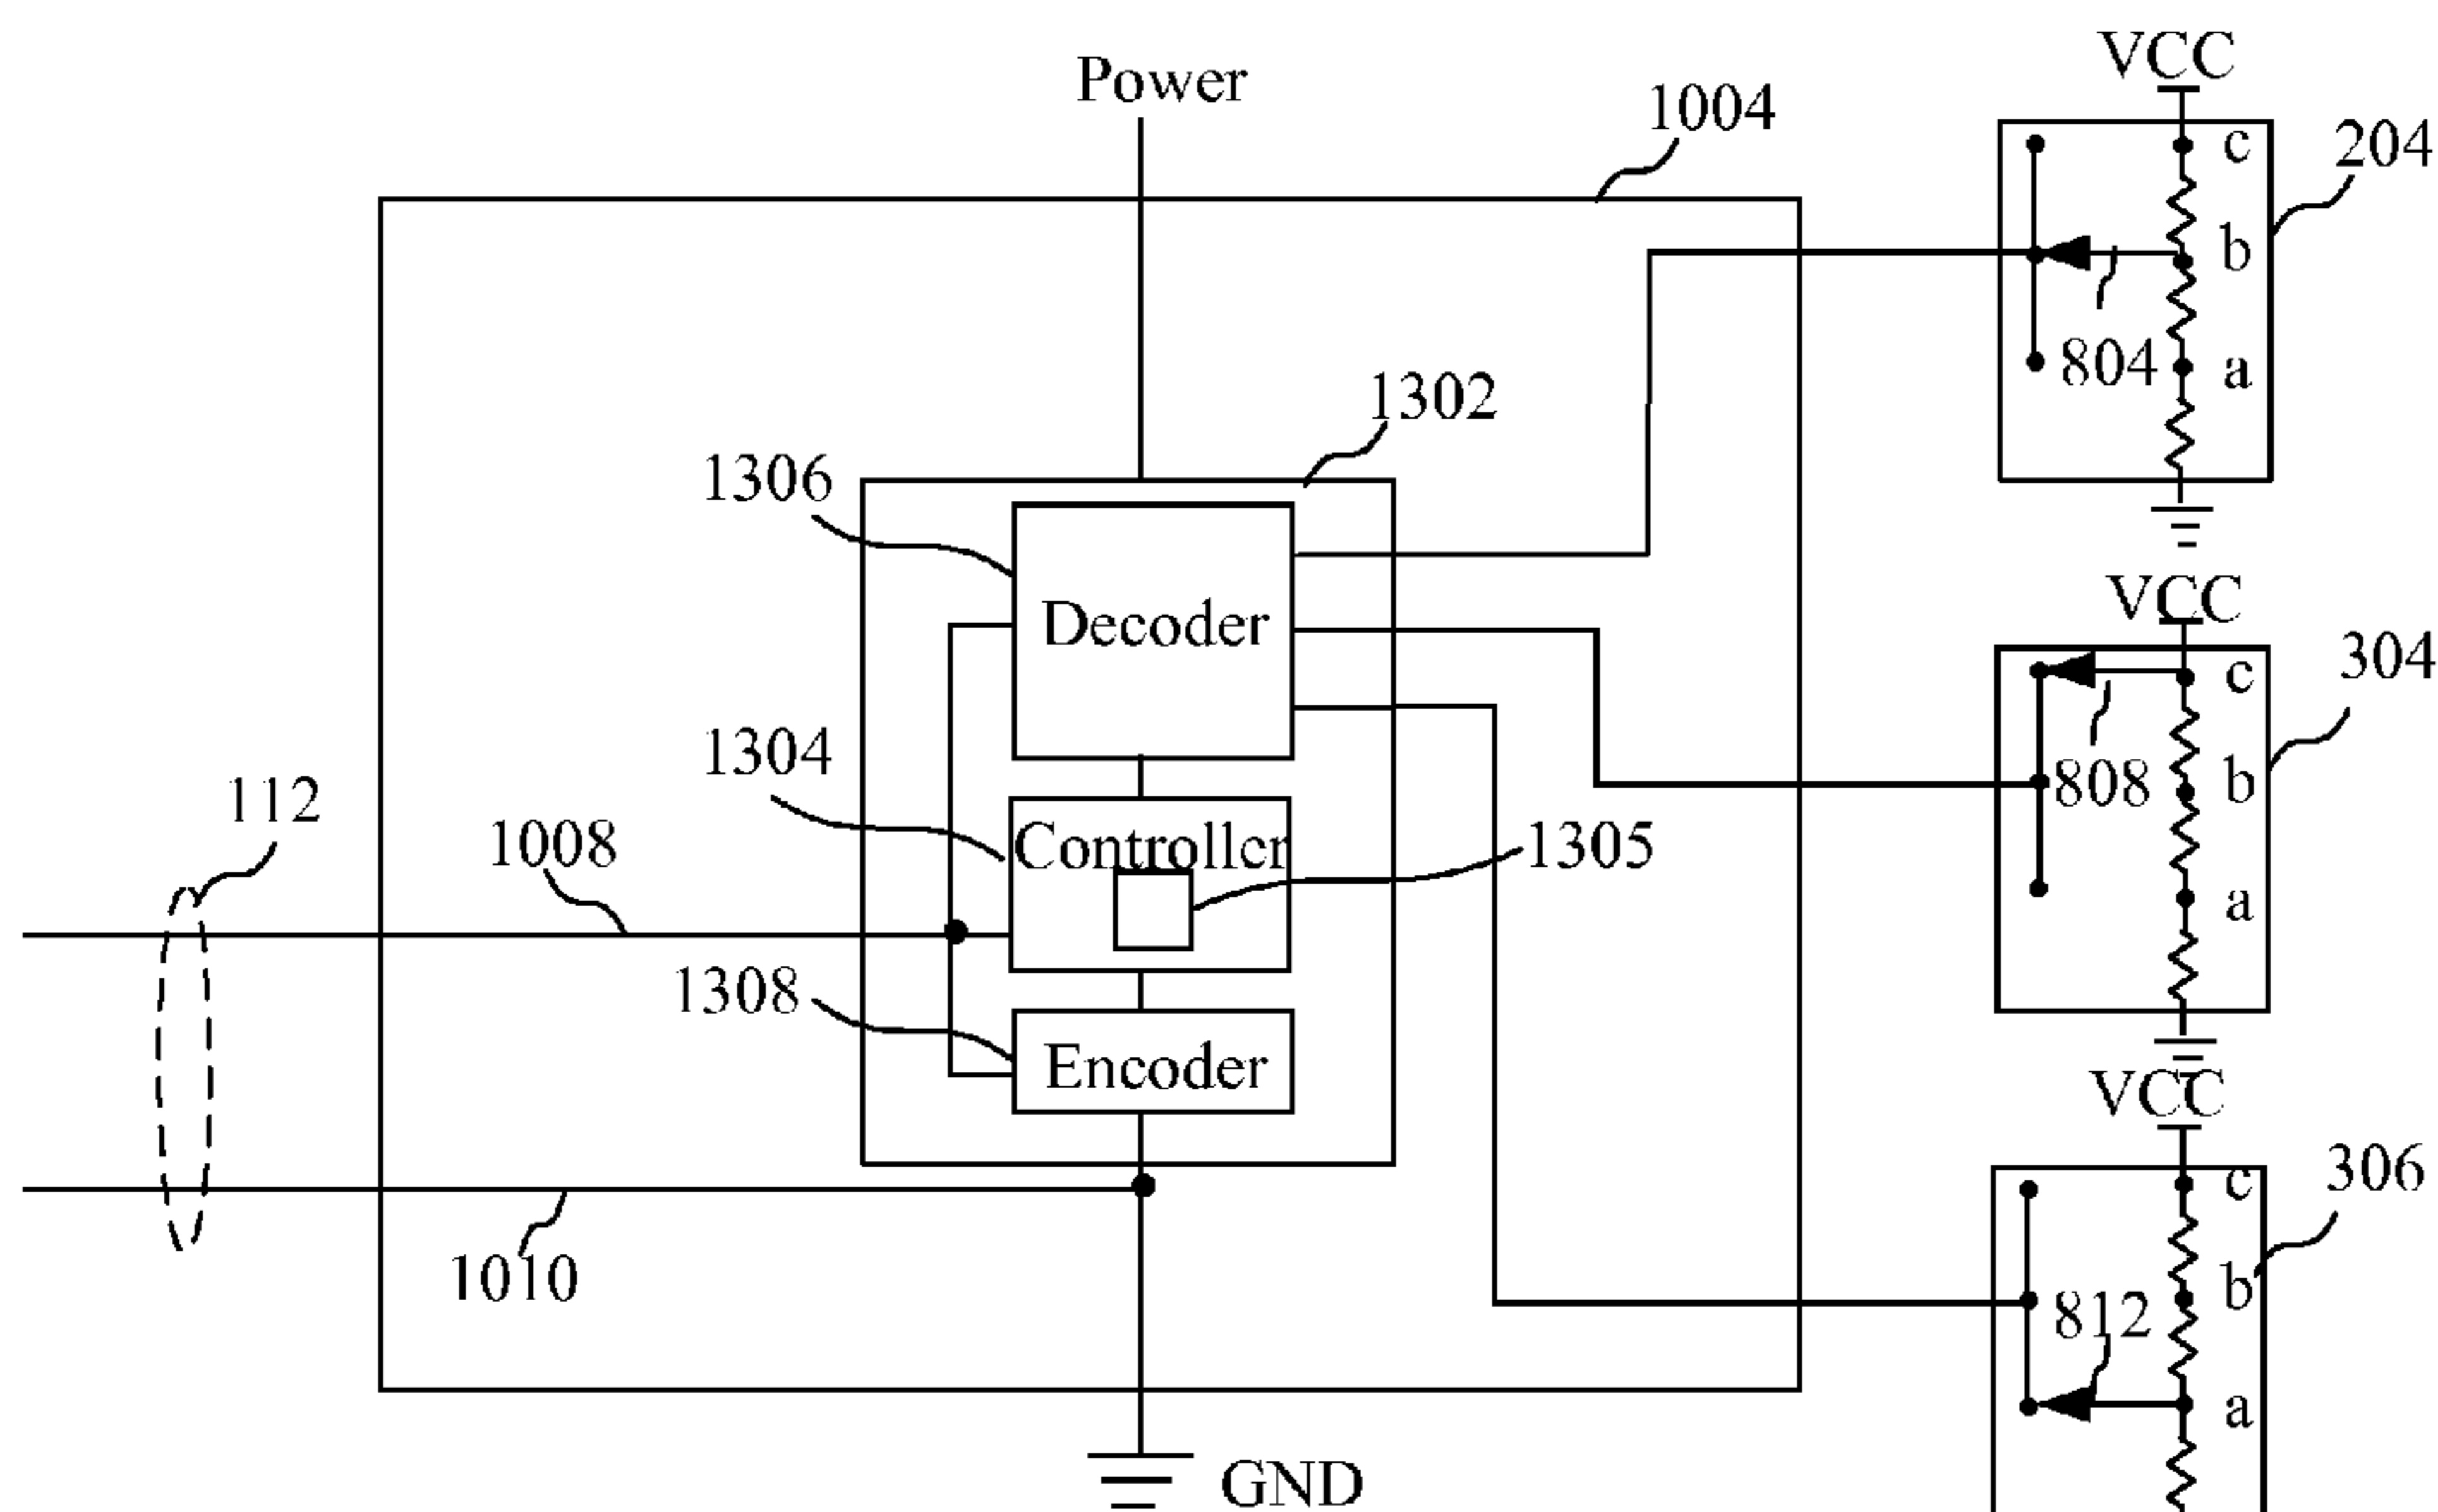 VCC
Power
1004
c
204
b
804
a
1302
1306
Decoder
VCC
304
c
1304
808
b
112
1008
Controller
1305
a
1308
Encoder
VCC
306
c
1010
b
812
a
GND